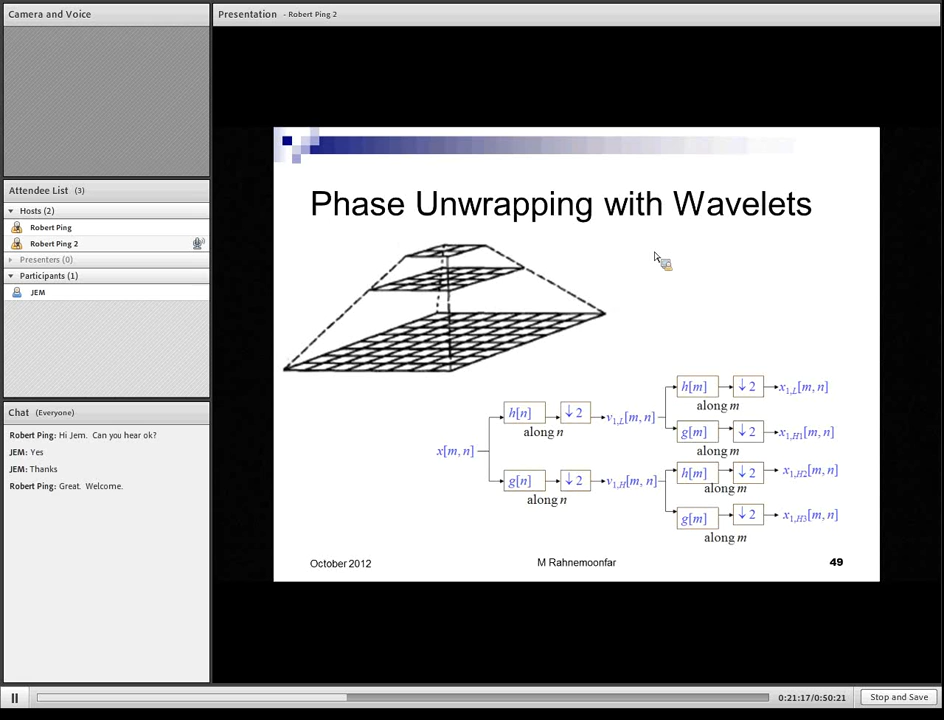 Camera and Voice
Attendee List (3)
Hosts (2)
Robert Ping
Robert Ping 2
Presenters (0)
Participants (1)
JEM
Chat (Everyone)
Robert Ping: Hi Jem. Can you hear ok?
JEM: Yes
JEM: Thanks
Robert Ping: Great. Welcome.
Presentation - Robert Ping 2
Phase Unwrapping with Wavelets
x[m, n]
h[n] ↓2 v1,L[m, n]
along n
g[n] ↓2 v1,H[m, n]
along n
h[m] ↓2 x1,L[m, n]
along m
g[m] ↓2 x1,H1[m, n]
along m
h[m] ↓2 x1,H2[m, n]
along m
g[m] ↓2 x1,H3[m, n]
along m
October 2012
M Rahnemoonfar
49
0:21:17/0:50:21
Stop and Save